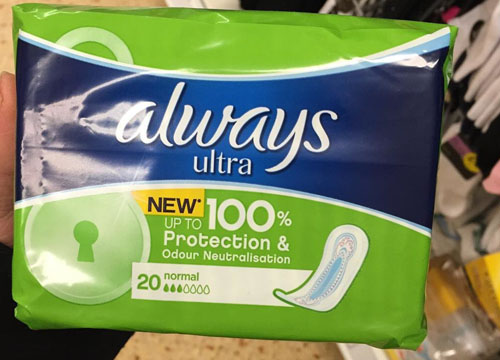 always
ultra
NEW*
UP TO 100%
Protection &
Odour Neutralisation
20 normal